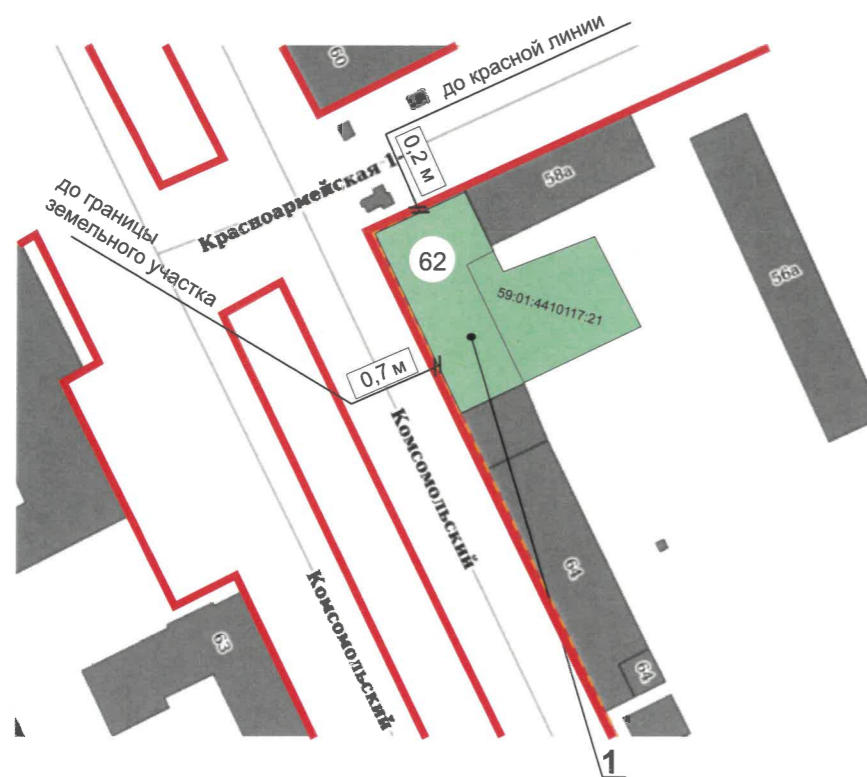 до красной линии
60
0,2 м
Красноармейская 1-
58а
до границы
земельного участка
62
56а
59:01:4410117:21
0,7 м
Комсомольский
Комсомольский
64
63
64
1